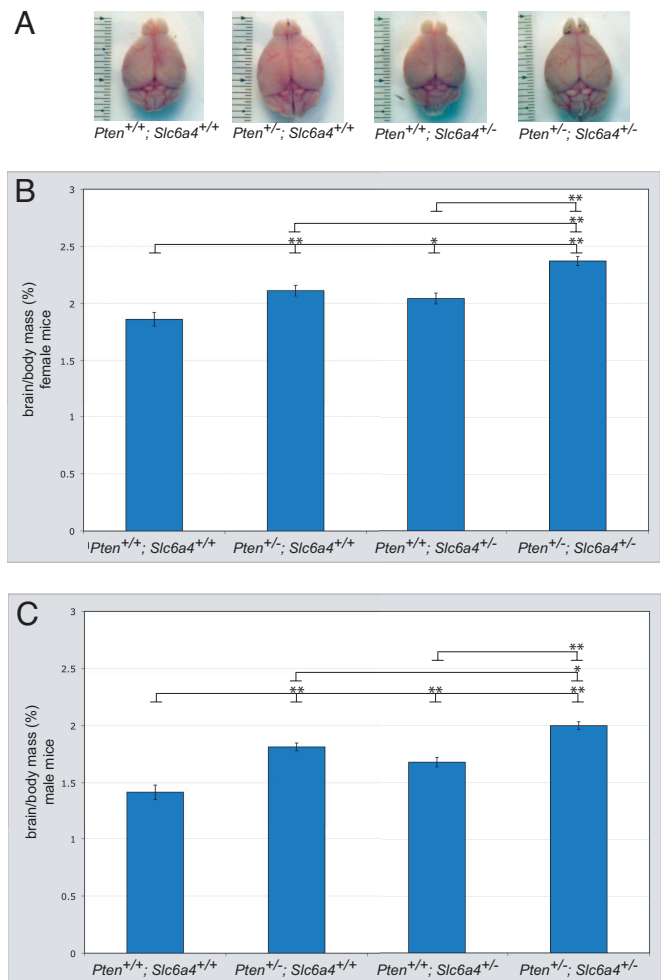 A
Pten+/+; Slc6a4+/+ Pten+/-; Slc6a4+/+ Pten+/+; Slc6a4+/- Pten+/-; Slc6a4+/-
B
3
2.5
2
1.5
1
0.5
0
brain/body mass (%)
female mice
**
**
** * **
Pten+/+; Slc6a4+/+ Pten+/-; Slc6a4+/+ Pten+/+; Slc6a4+/- Pten+/-; Slc6a4+/-
C
3
2.5
2
1.5
1
0.5
0
brain/body mass (%)
male mice
**
*
** ** **
Pten+/+; Slc6a4+/+ Pten+/-; Slc6a4+/+ Pten+/+; Slc6a4+/- Pten+/-; Slc6a4+/-